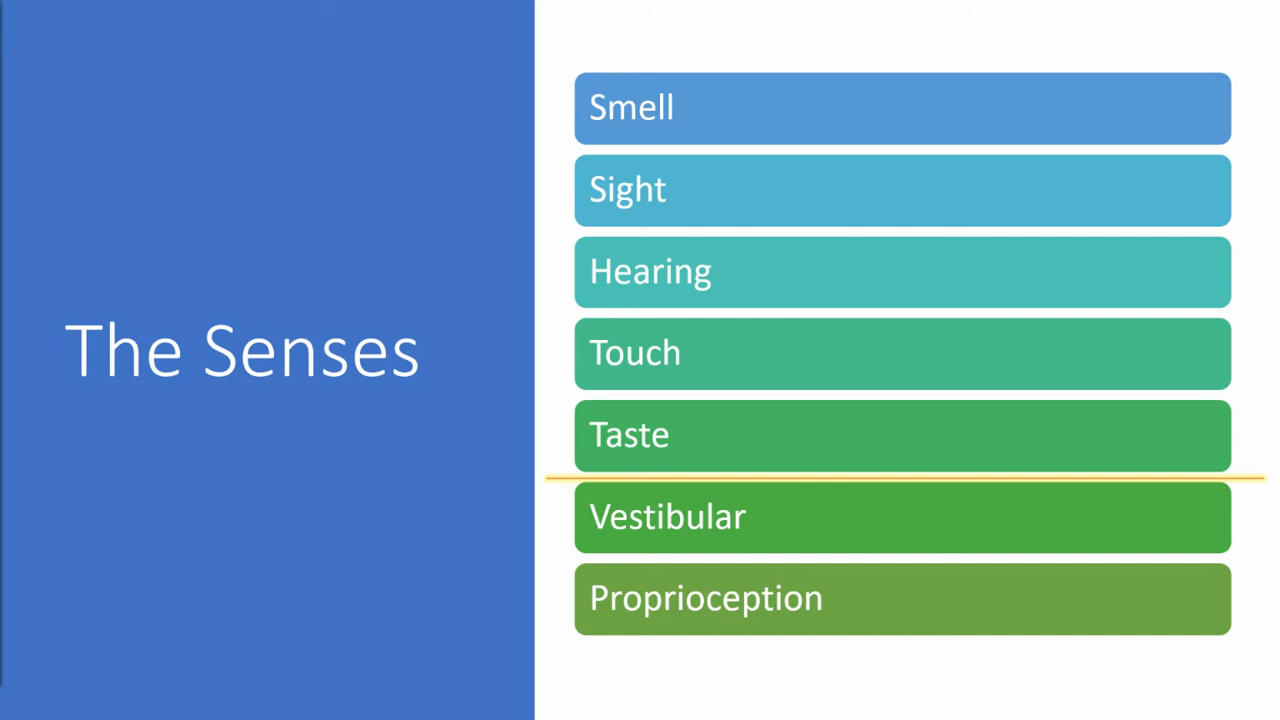 The Senses
Smell
Sight
Hearing
Touch
Taste
Vestibular
Proprioception